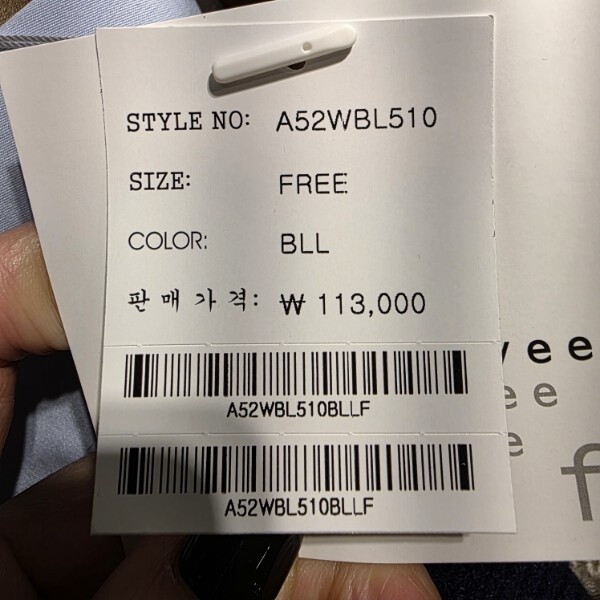 STYLE NO: A52WBL510
SIZE: FREE
COLOR: BLL
판 매 가 격: ₩ 113,000
A52WBL510BLLF
A52WBL510BLLF